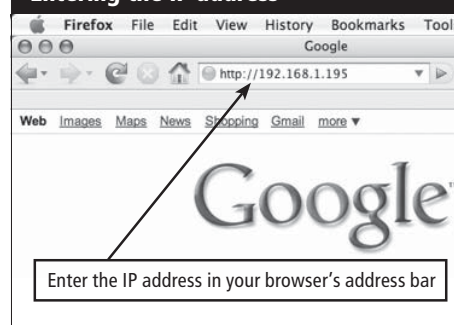 Entering the IP address
Firefox File Edit View History Bookmarks Tool
Google
http://192.168.1.195
Web Images Maps News Shopping Gmail more ▼
Google
Enter the IP address in your browser's address bar